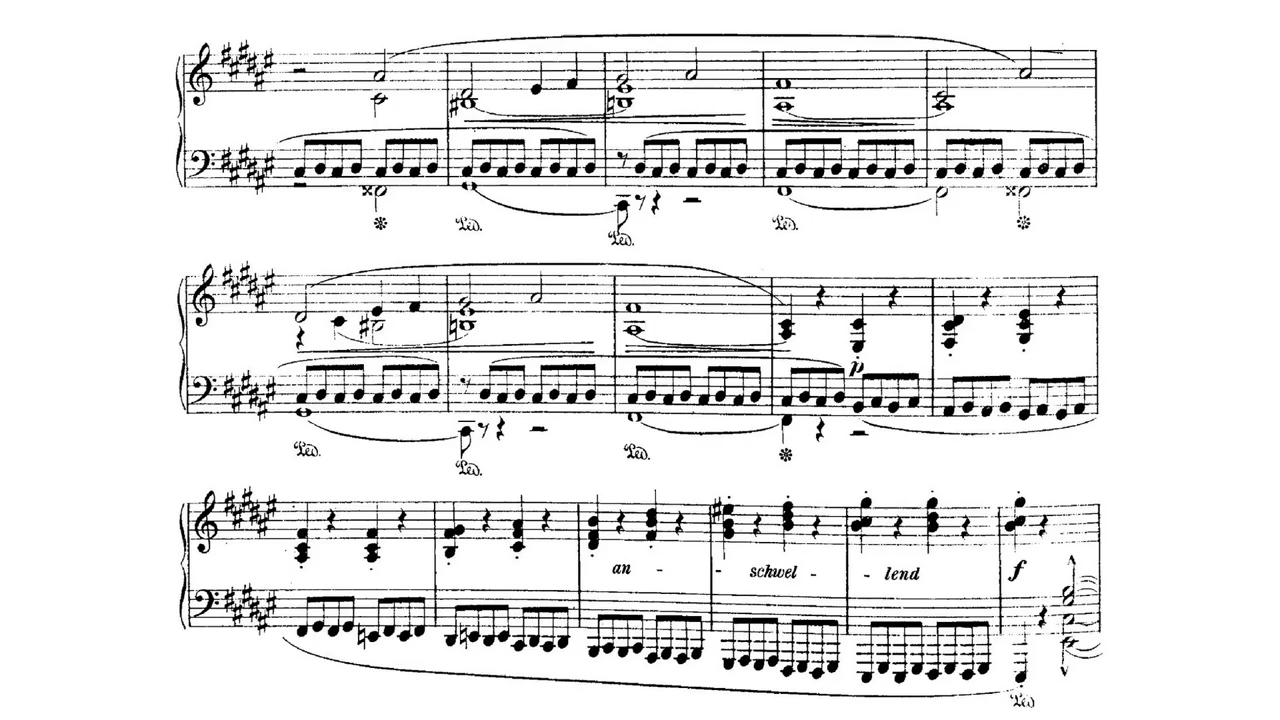 Ped. Ped. Ped.
p
Ped. Ped. Ped.
an - - schwel - - lend f
Ped